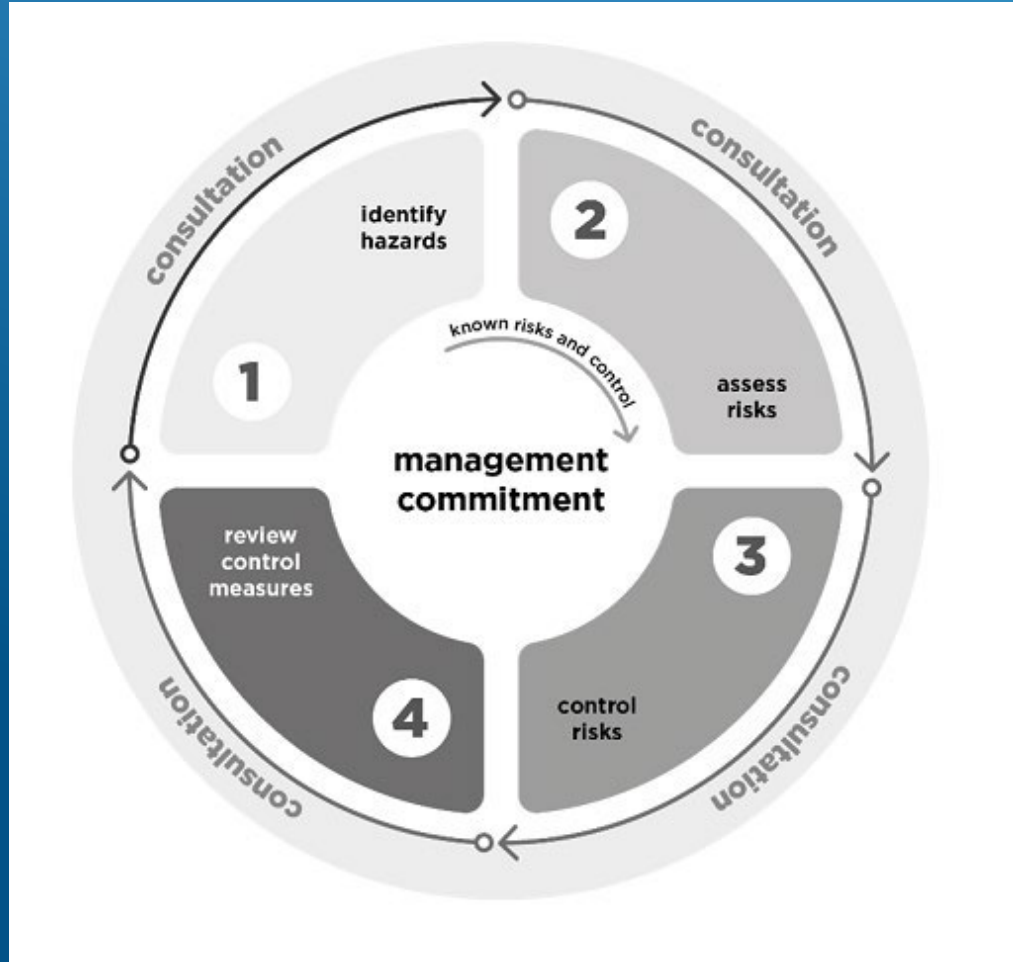 consultation
consultation
identify
hazards
1
2
assess
risks
known risks and control
management
commitment
3
control
risks
consultation
review
control
measures
4
consultation